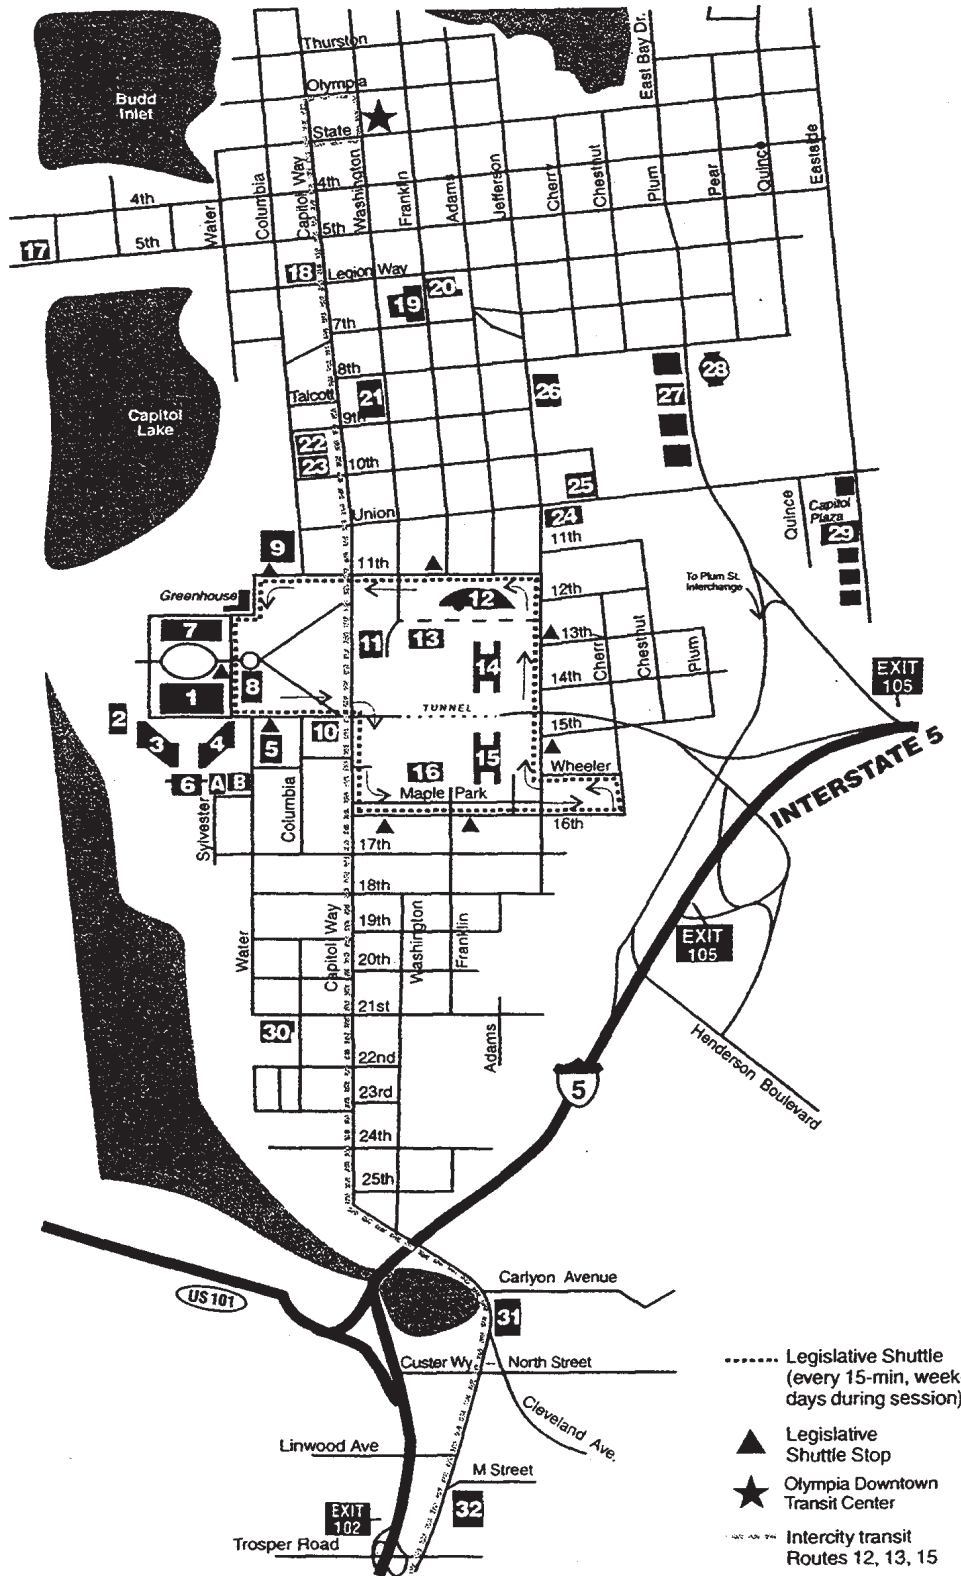 Thurston
Olympia
State
Budd
Inlet
East Bay Dr.
4th
5th
Water
Columbia
Capitol Way
4th
5th
Washington
Franklin
Adams
Jefferson
Cherry
Chestnut
Plum
Pear
Quince
Eastside
17
18
Legion Way
19
20
7th
8th
Capitol
Lake
Talcott
21
9th
22
23
10th
26
27
28
25
24
Union
Quince
Capitol
Plaza
29
9
11th
11th
Greenhouse
12th
12
To Plum St.
Interchange
7
11
13
13th
Cherr
Chestnut
Plum
14
14th
8
1
EXIT
105
2
TUNNEL
15th
3
4
5
10
15
INTERSTATE 5
6
A
B
16
Wheeler
Maple Park
Sylvester
Columbia
16th
17th
18th
Water
Capitol Way
19th
Washington
Franklin
20th
EXIT
105
21st
30
Adams
Henderson Boulevard
22nd
5
23rd
24th
25th
US 101
Carlyon Avenue
31
Custer Wy.
North Street
Cleveland Ave.
Linwood Ave
M Street
EXIT
102
32
Trosper Road
Legislative Shuttle
(every 15-min, week-
days during session)
Legislative
Shuttle Stop
Olympia Downtown
Transit Center
Intercity transit
Routes 12, 13, 15